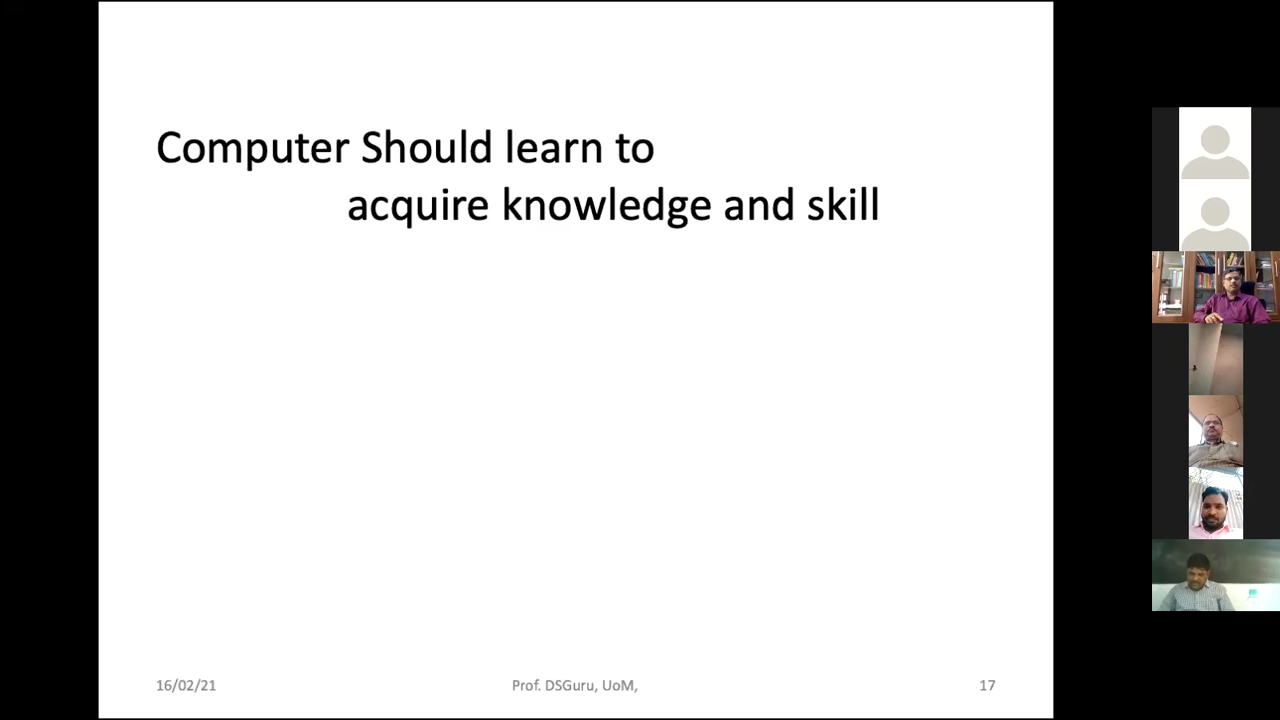 Computer Should learn to
acquire knowledge and skill
16/02/21
Prof. DSGuru, UoM,
17